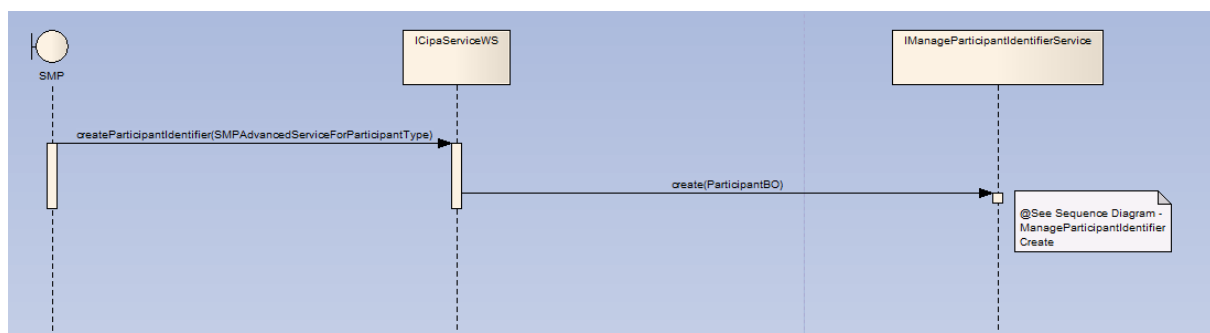 ICipaServiceWS
IManageParticipantIdentifierService
SMP
createParticipantIdentifier(SMPAdvancedServiceForParticipantType)
create(ParticipantBO)
@See Sequence Diagram -
ManageParticipantIdentifier
Create